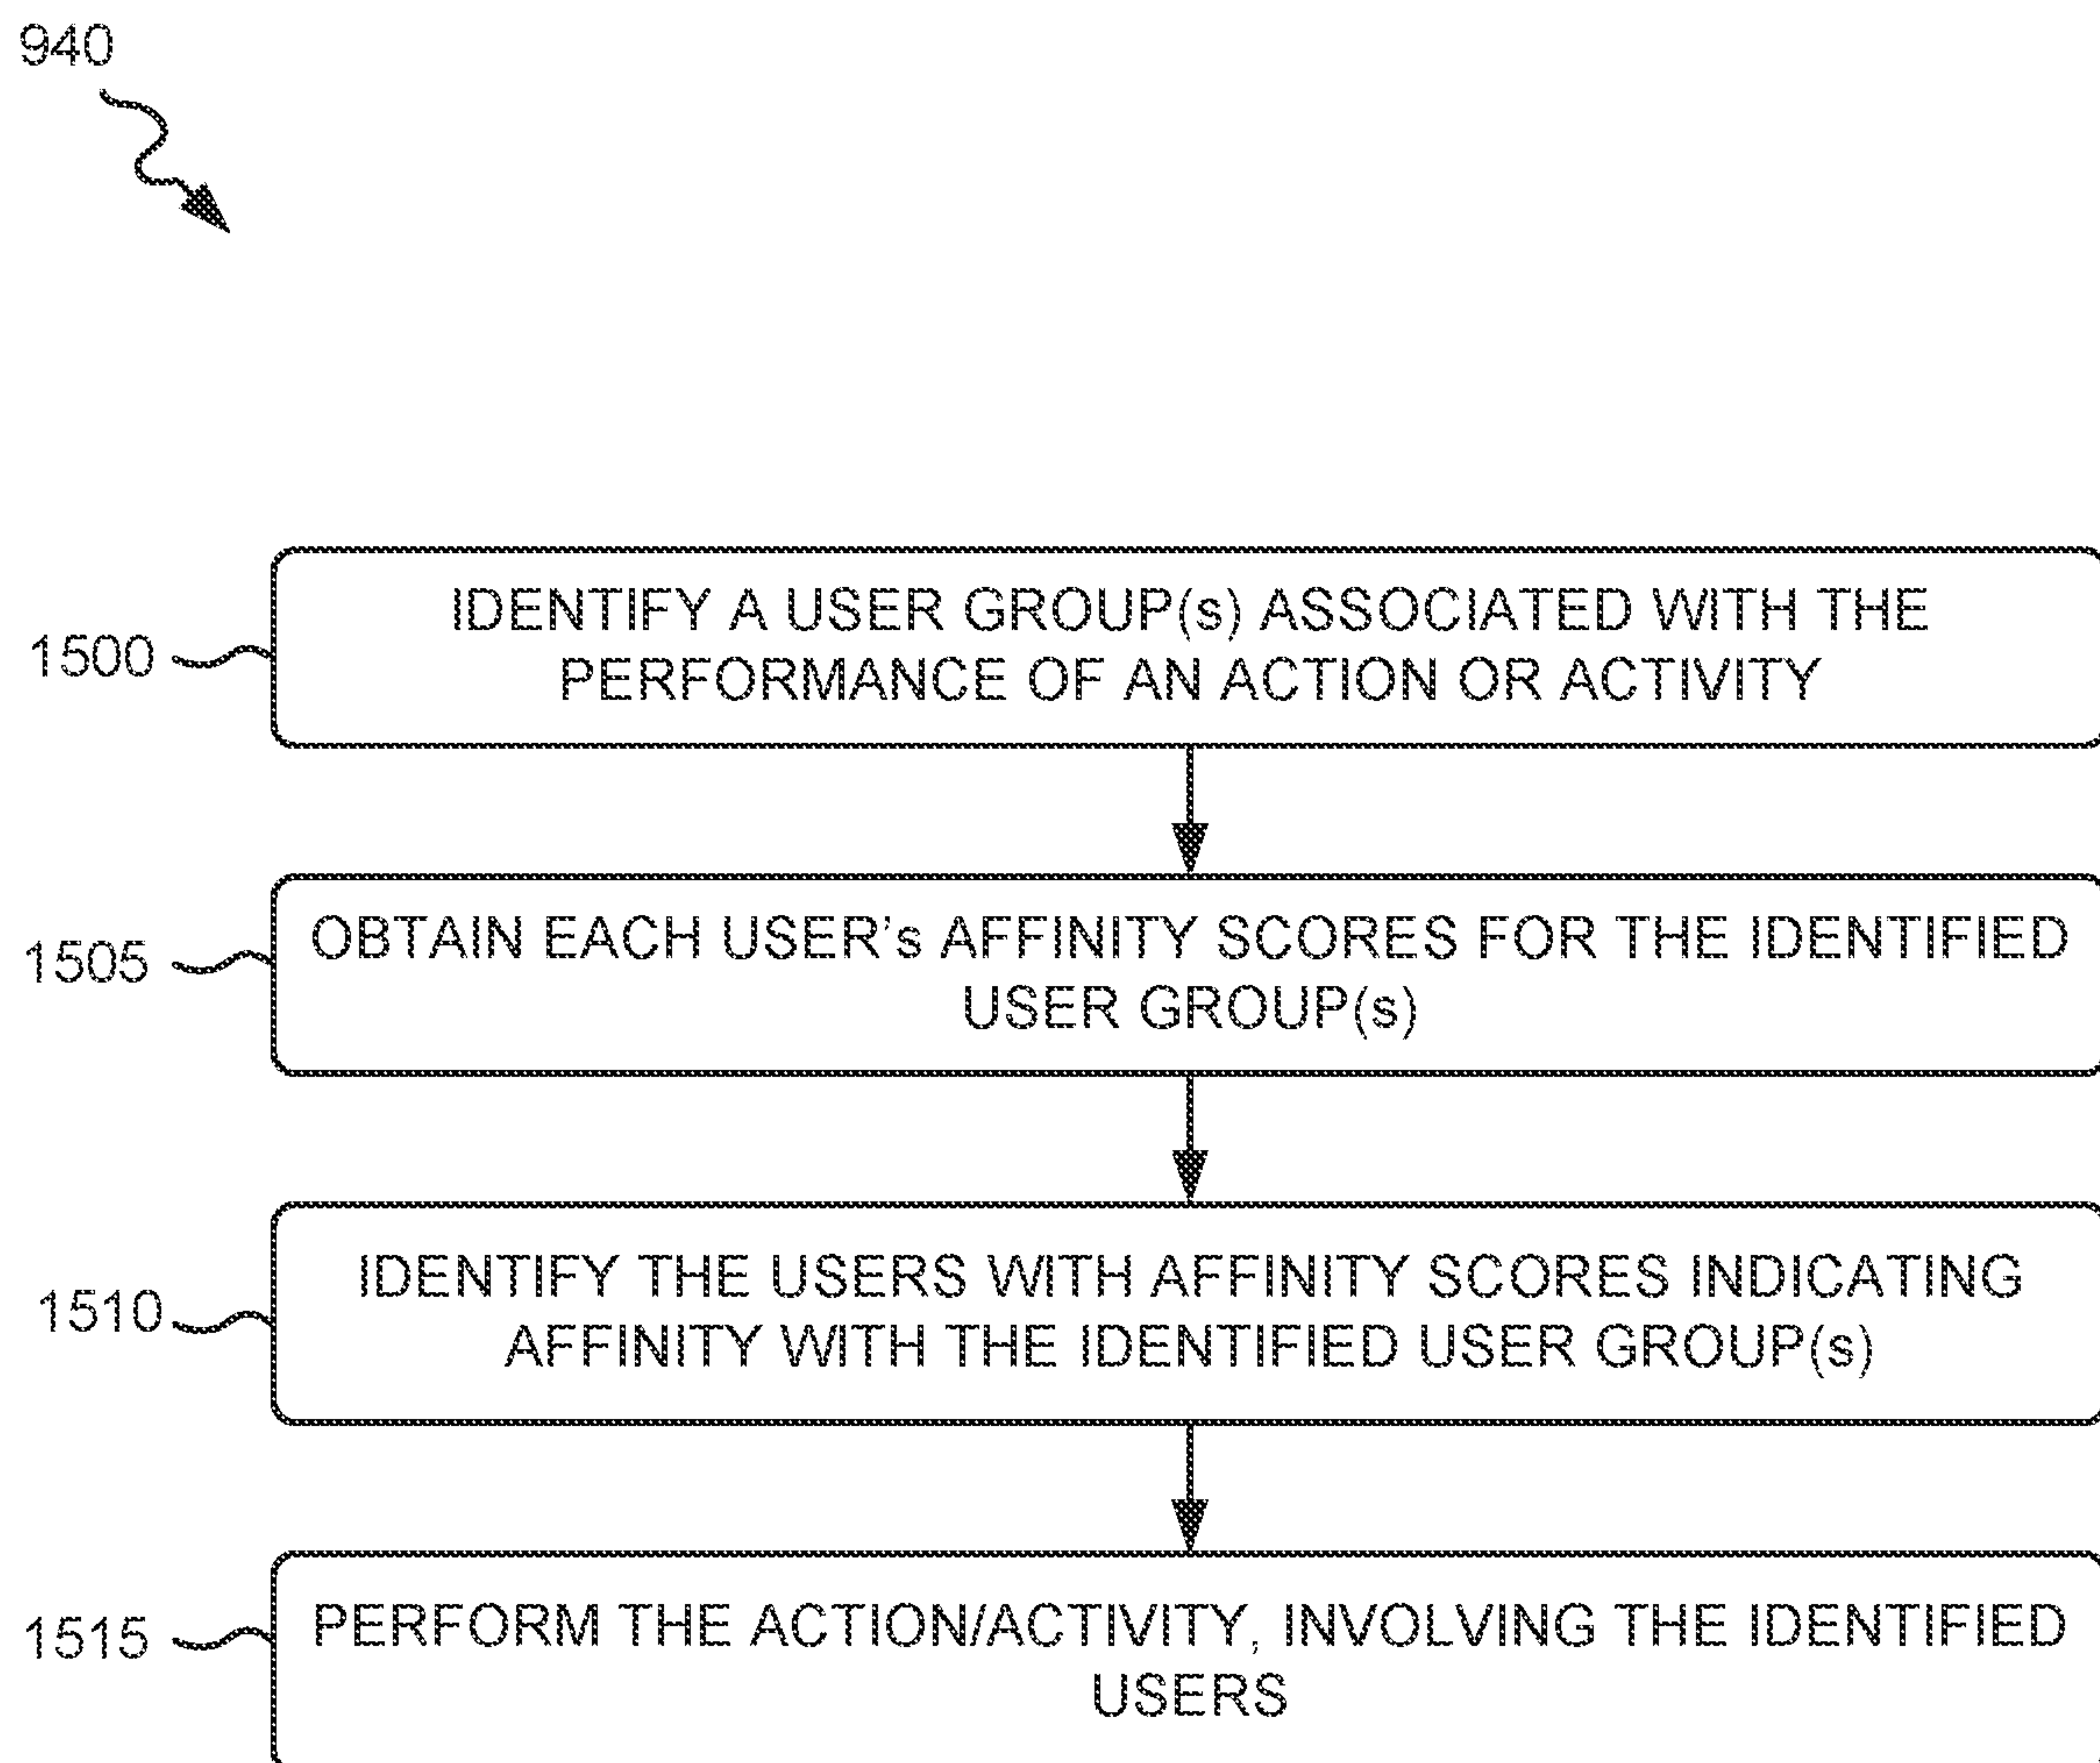 940
1500
IDENTIFY A USER GROUP(s) ASSOCIATED WITH THE
PERFORMANCE OF AN ACTION OR ACTIVITY
1505
OBTAIN EACH USER's AFFINITY SCORES FOR THE IDENTIFIED
USER GROUP(s)
1510
IDENTIFY THE USERS WITH AFFINITY SCORES INDICATING
AFFINITY WITH THE IDENTIFIED USER GROUP(s)
1515
PERFORM THE ACTION/ACTIVITY, INVOLVING THE IDENTIFIED
USERS